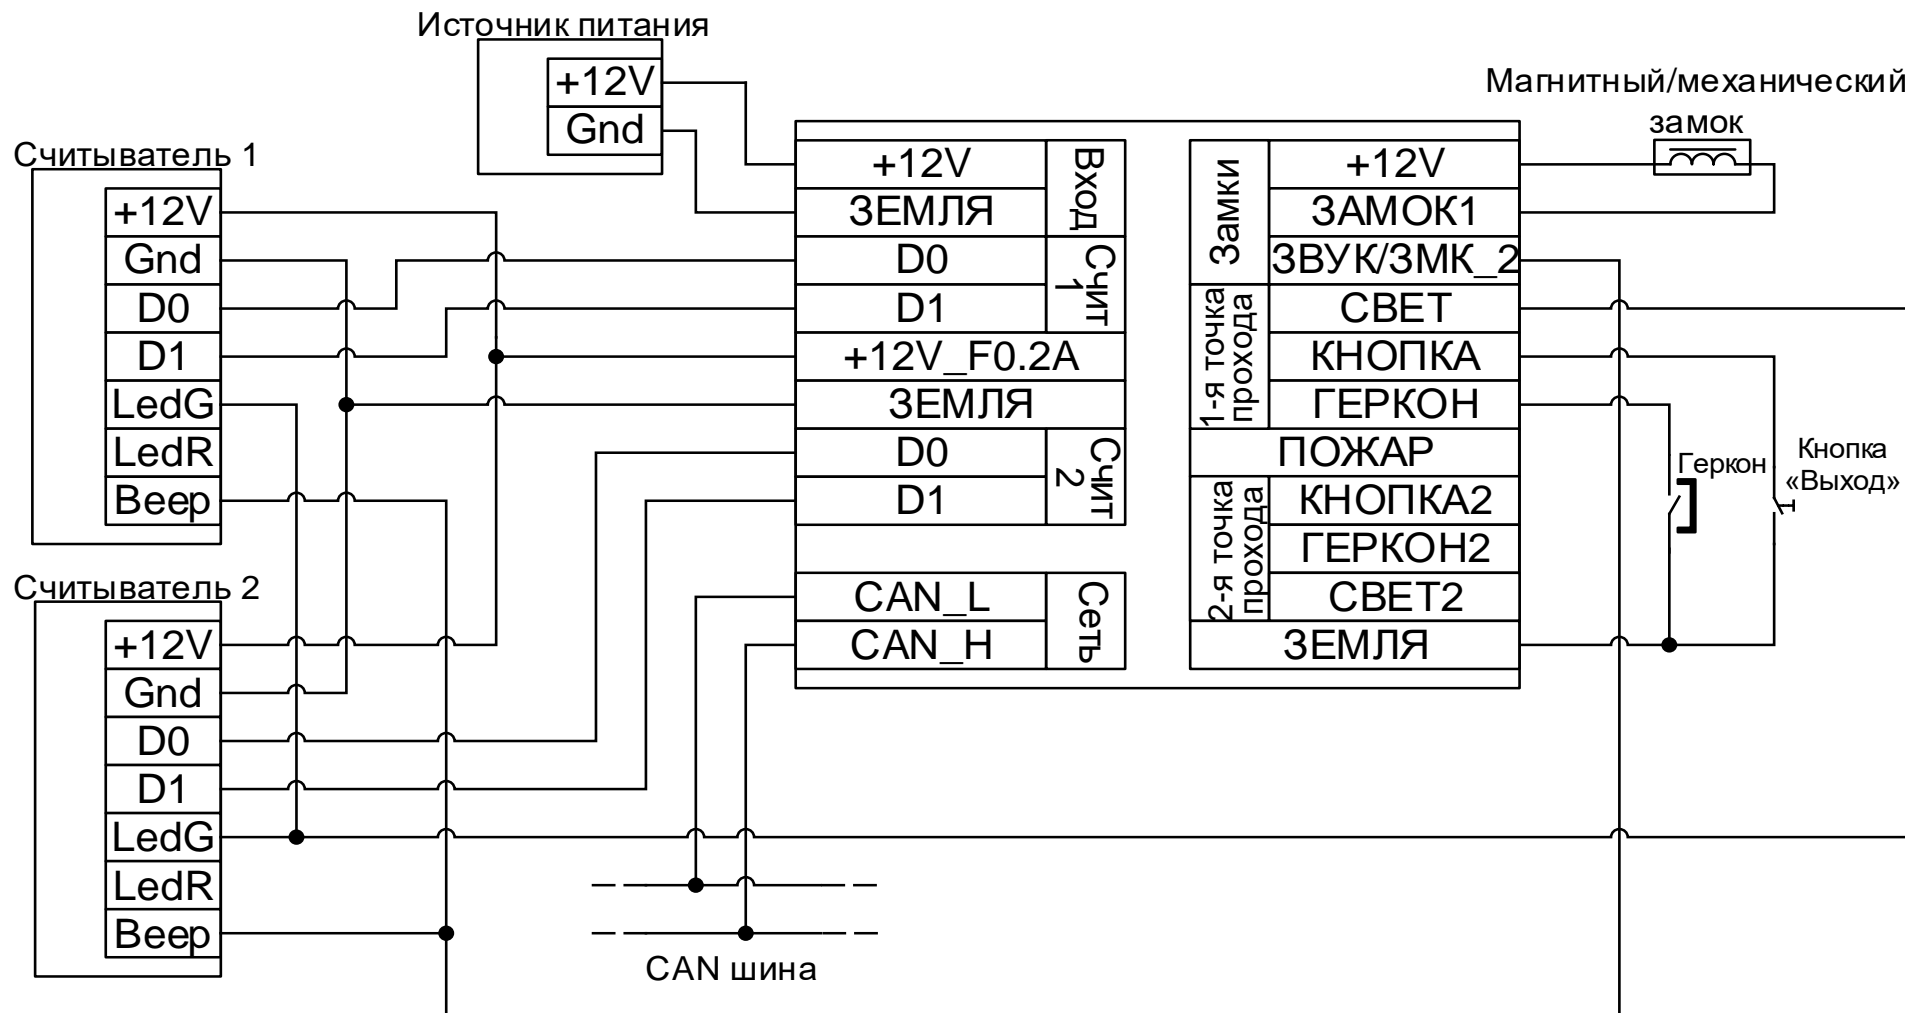 Источник питания
+12V
Gnd
Считыватель 1
+12V
Gnd
D0
D1
LedG
LedR
Beep
Считыватель 2
+12V
Gnd
D0
D1
LedG
LedR
Beep
+12V
ЗЕМЛЯ
Вход
D0
D1
Счит
1
+12V_F0.2A
ЗЕМЛЯ
D0
D1
Счит
2
CAN_L
CAN_H
Сеть
CAN шина
Замки
+12V
ЗАМОК1
ЗВУК/ЗМК_2
1-я точка
прохода
СВЕТ
КНОПКА
ГЕРКОН
ПОЖАР
2-я точка
прохода
КНОПКА2
ГЕРКОН2
СВЕТ2
ЗЕМЛЯ
Магнитный/механический
замок
Геркон
Кнопка
«Выход»